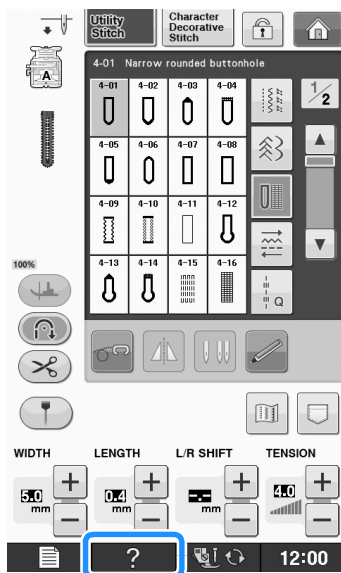 Utility Stitch
Character Decorative Stitch
4-01 Narrow rounded buttonhole
1/2
A
4-01 4-02 4-03 4-04
4-05 4-06 4-07 4-08
4-09 4-10 4-11 4-12
4-13 4-14 4-15 4-16
Q
100%
WIDTH LENGTH L/R SHIFT TENSION
5.0 mm + − 0.4 mm + − -.- mm + − 4.0 + −
? 12:00